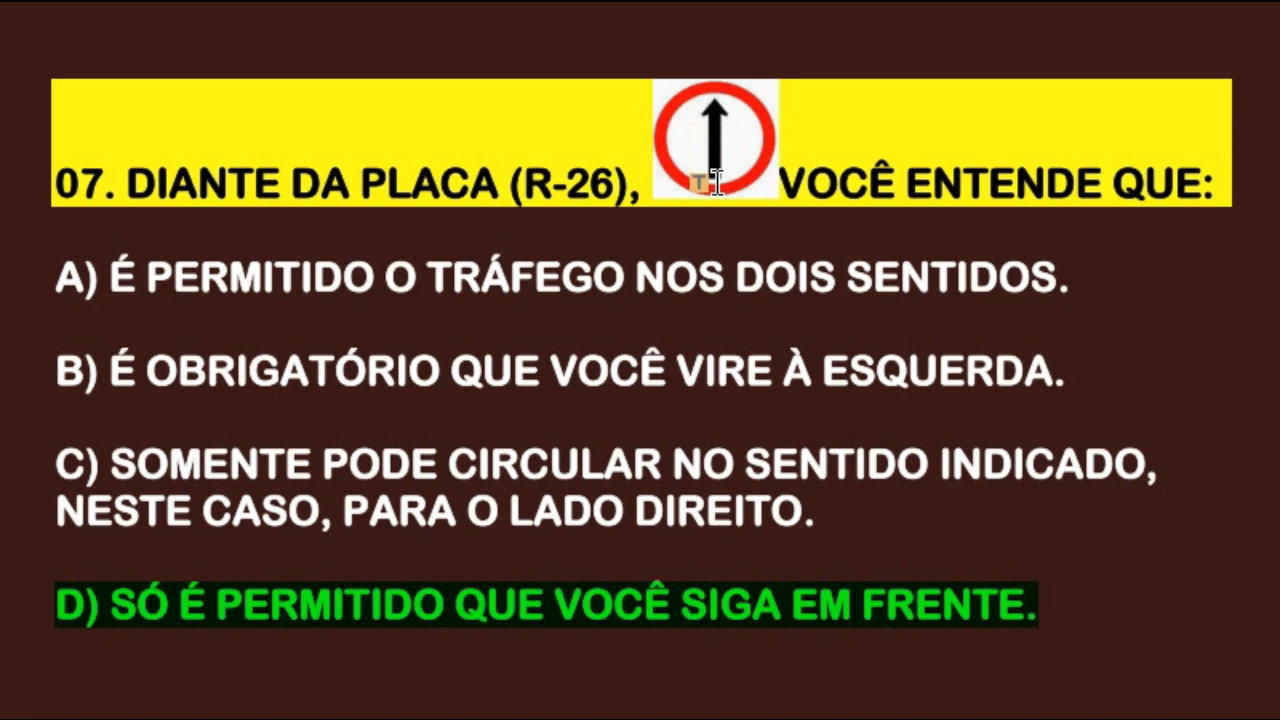 07. DIANTE DA PLACA (R-26), VOCÊ ENTENDE QUE:
A) É PERMITIDO O TRÁFEGO NOS DOIS SENTIDOS.
B) É OBRIGATÓRIO QUE VOCÊ VIRE À ESQUERDA.
C) SOMENTE PODE CIRCULAR NO SENTIDO INDICADO,
NESTE CASO, PARA O LADO DIREITO.
D) SÓ É PERMITIDO QUE VOCÊ SIGA EM FRENTE.